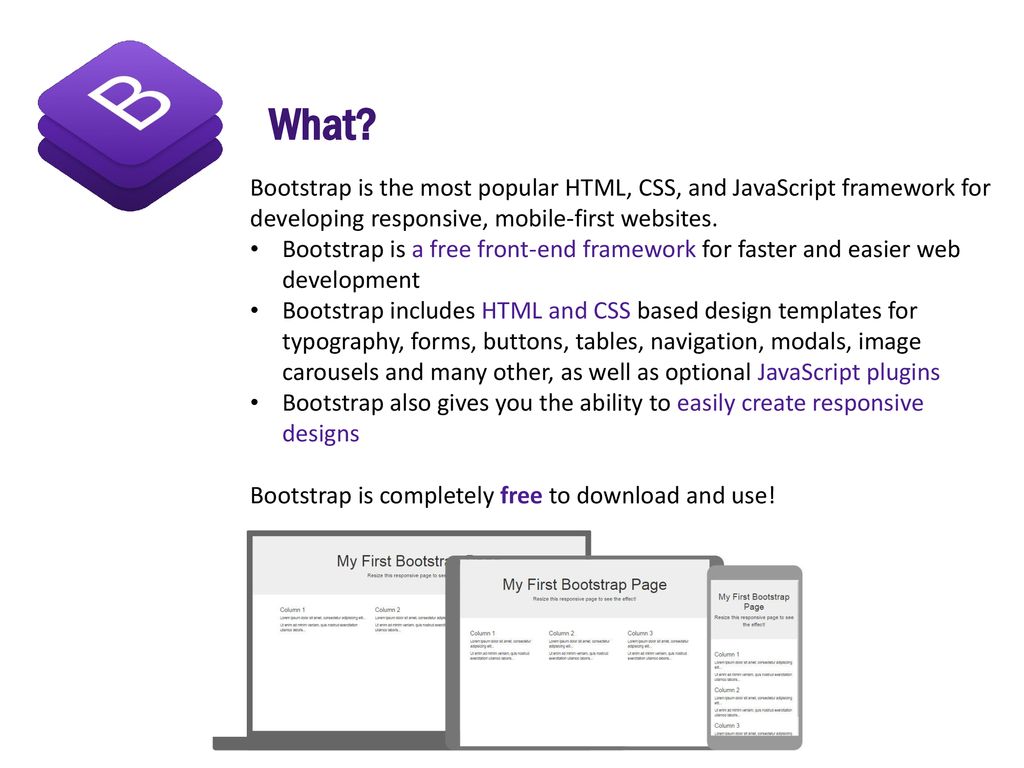 B
What?
Bootstrap is the most popular HTML, CSS, and JavaScript framework for
developing responsive, mobile-first websites.
• Bootstrap is a free front-end framework for faster and easier web
development
• Bootstrap includes HTML and CSS based design templates for
typography, forms, buttons, tables, navigation, modals, image
carousels and many other, as well as optional JavaScript plugins
• Bootstrap also gives you the ability to easily create responsive
designs
Bootstrap is completely free to download and use!
My First Bootstrap Page
Resize this responsive page to see
Column 1
Lorem ipsum dolor sit amet, consectetur adipisicing elit...
Ut enim ad minim veniam, quis nostrud exercitation
ullamco laboris...
Column 2
Lorem ipsum dolor sit amet, consectetur adip
Ut enim ad minim veniam, quis nostrud
ullamco laboris...
My First Bootstrap Page
Resize this responsive page to see the effect!
Column 1
Lorem ipsum dolor sit amet, consectetur
adipisicing elit...
Ut enim ad minim veniam, quis nostrud
exercitation ullamco laboris...
Column 2
Lorem ipsum dolor sit amet, consectetur
adipisicing elit...
Ut enim ad minim veniam, quis nostrud
exercitation ullamco laboris...
Column 3
Lorem ipsum dolor sit amet, consectetur
adipisicing elit...
Ut enim ad minim veniam, quis nostrud
exercitation ullamco laboris...
My First Bootstrap
Page
Resize this responsive page to see
the effect!
Column 1
Lorem ipsum dolor sit amet, consectetur adipisicing
elit...
Ut enim ad minim veniam, quis nostrud exercitation
ullamco laboris...
Column 2
Lorem ipsum dolor sit amet, consectetur adipisicing
elit...
Ut enim ad minim veniam, quis nostrud exercitation
ullamco laboris...
Column 3
Lorem ipsum dolor sit amet, consectetur adipisicing